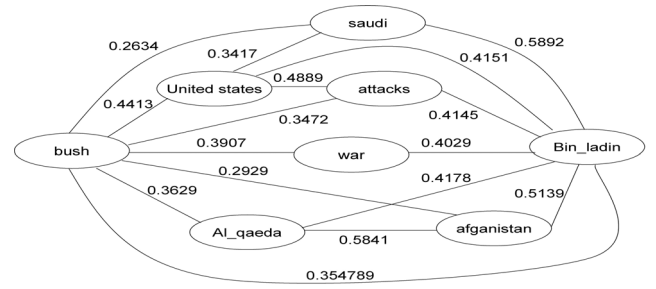 saudi
0.2634
0.3417
0.5892
0.4151
United states
0.4889
attacks
0.4413
0.3472
0.4145
bush
0.3907
war
0.4029
Bin_ladin
0.2929
0.4178
0.3629
0.5139
Al_qaeda
0.5841
afganistan
0.354789